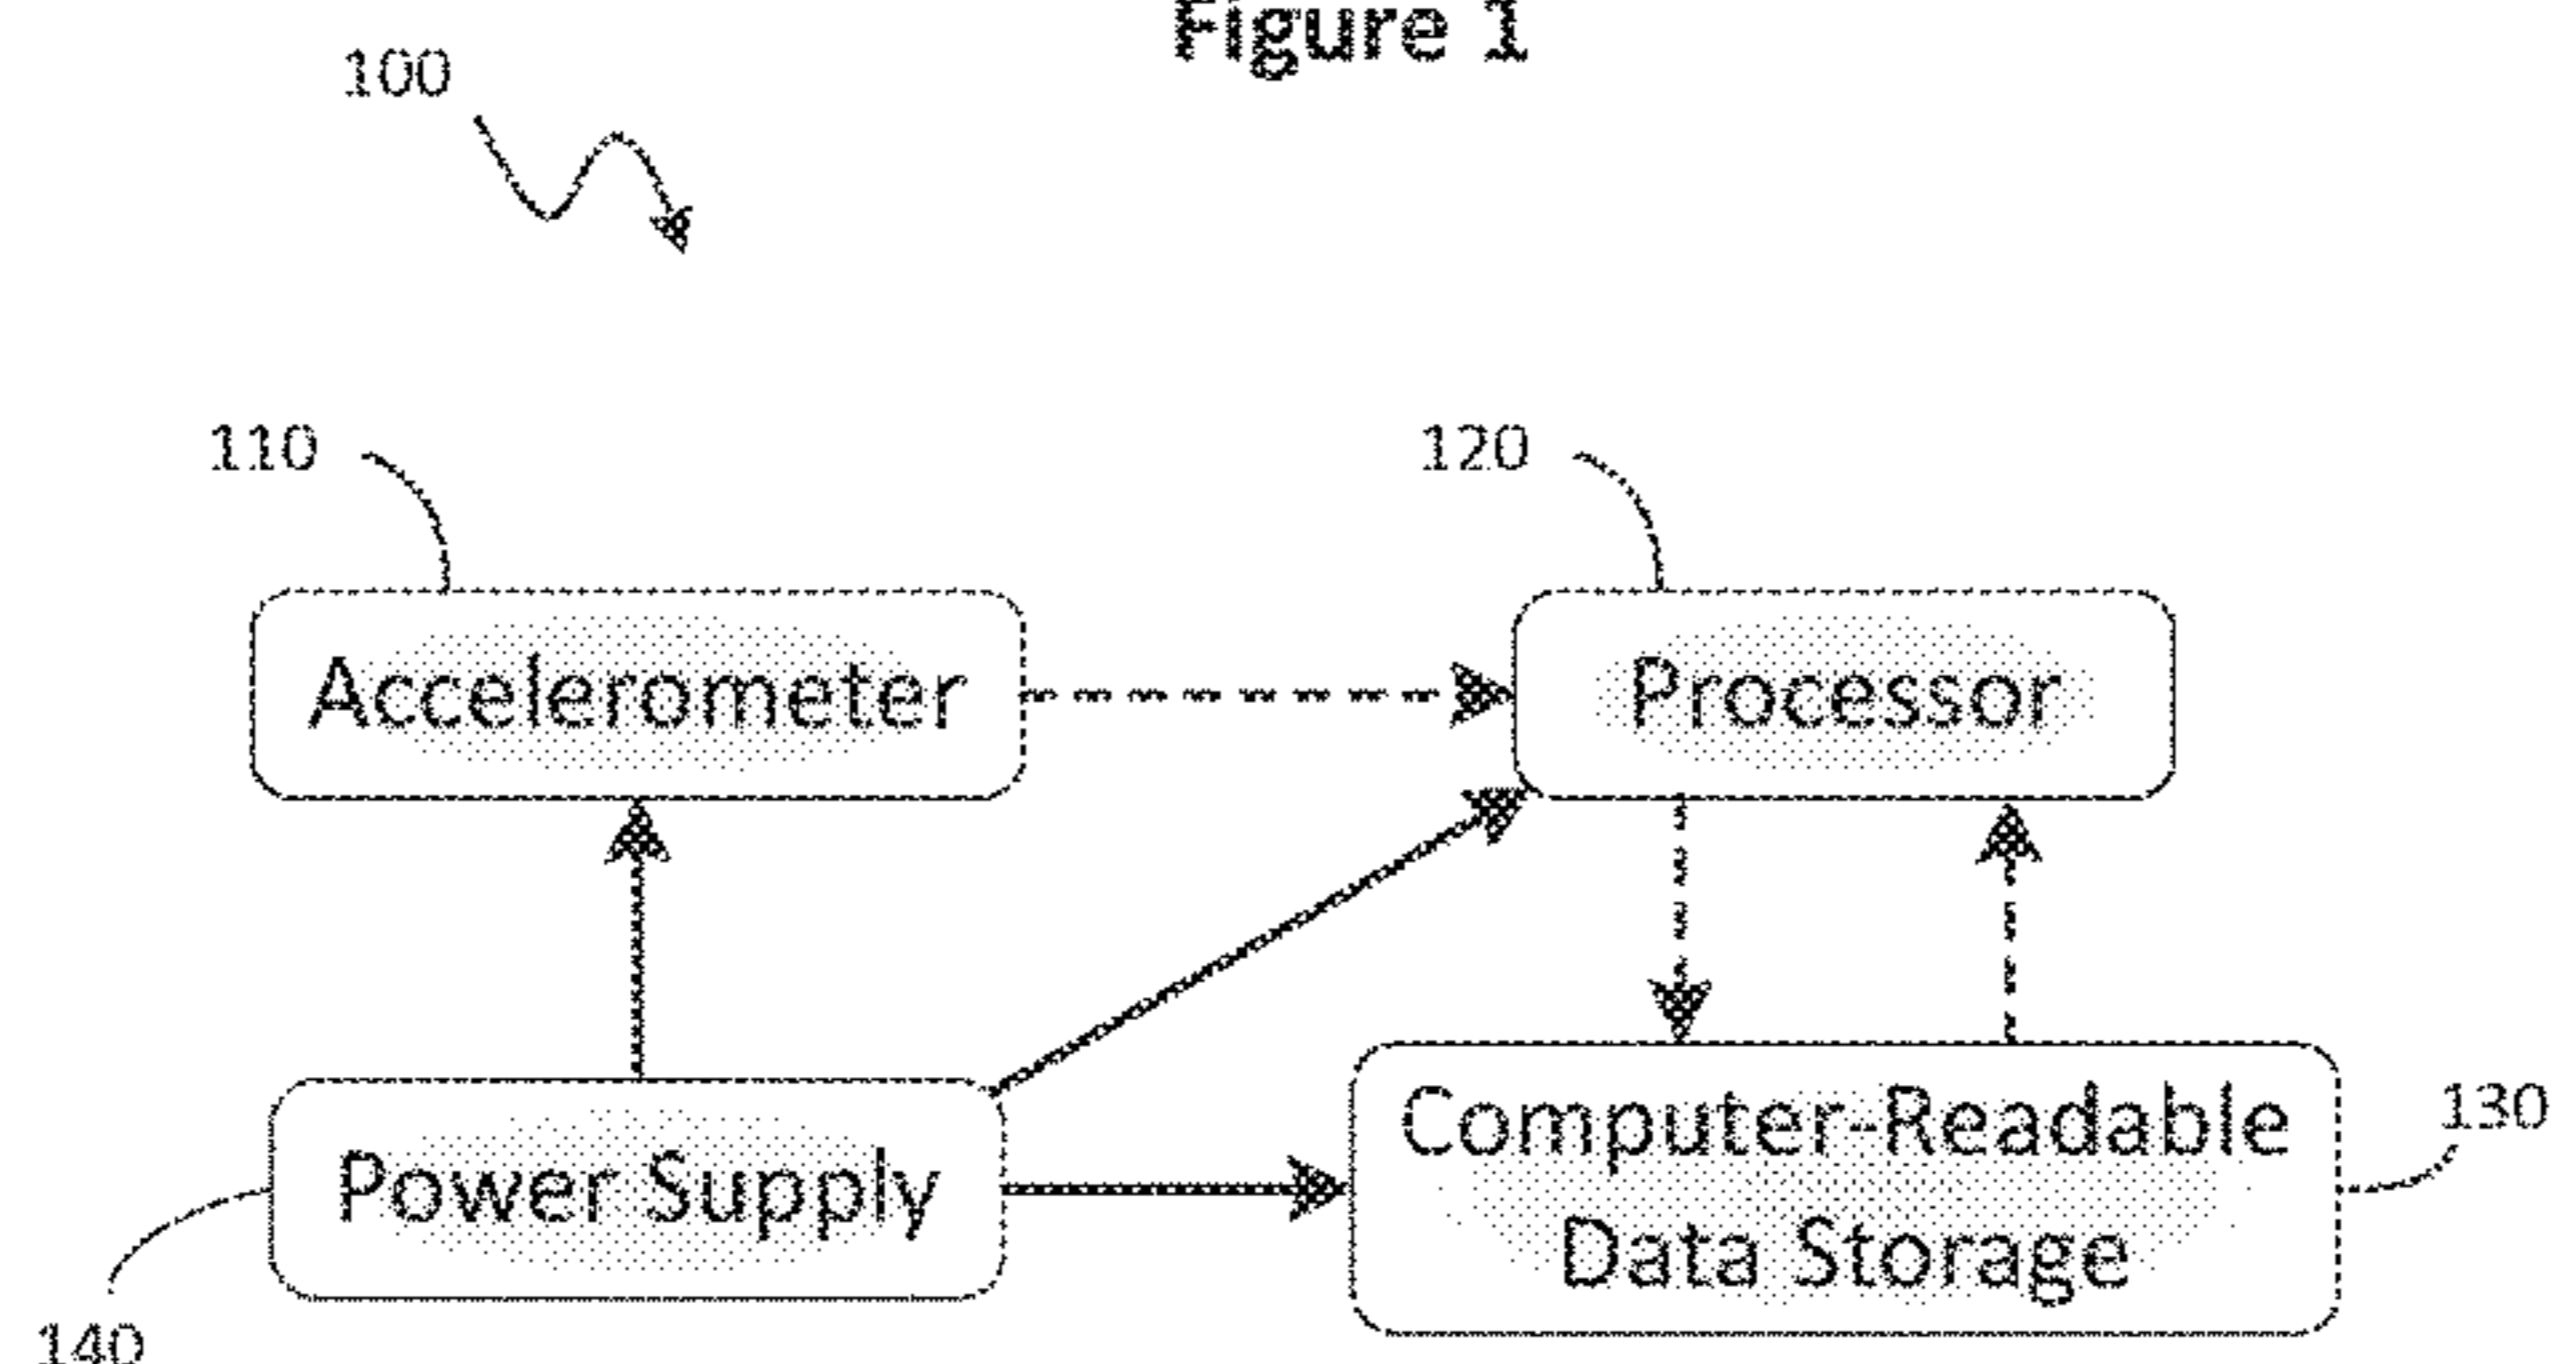 Figure 1
100
110
120
Accelerometer
Processor
Power Supply
Computer-Readable
Data Storage
130
140